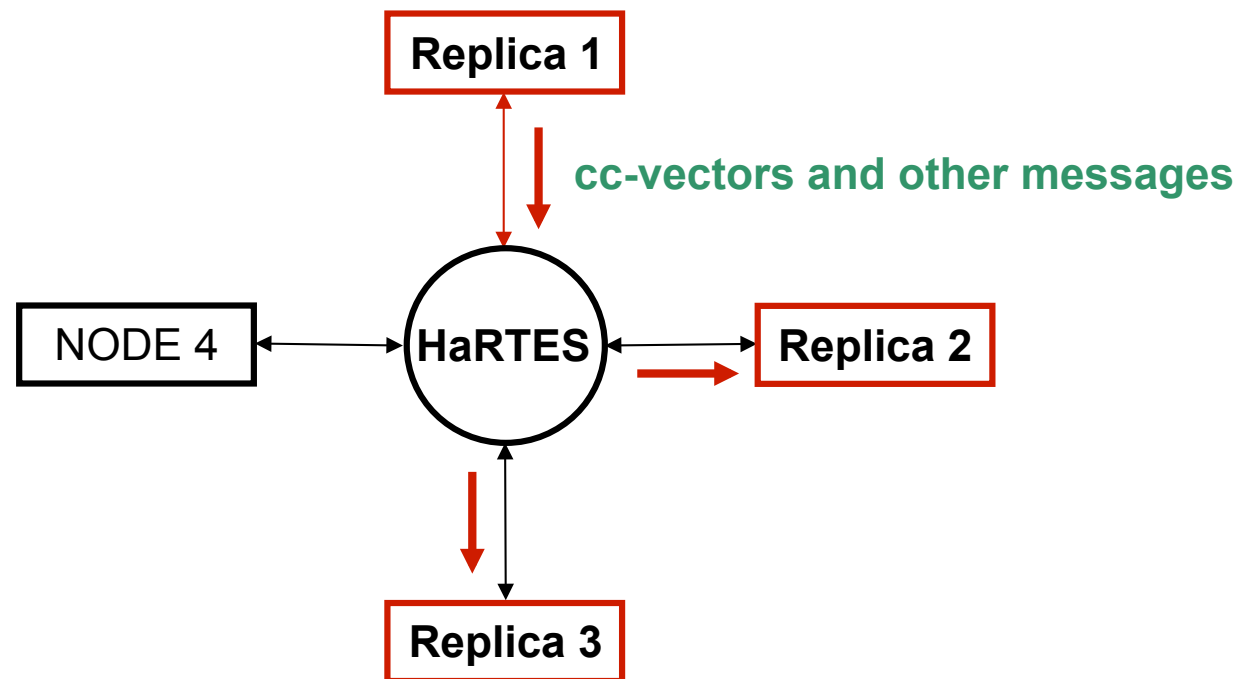 Replica 1
cc-vectors and other messages
NODE 4
HaRTES
Replica 2
Replica 3